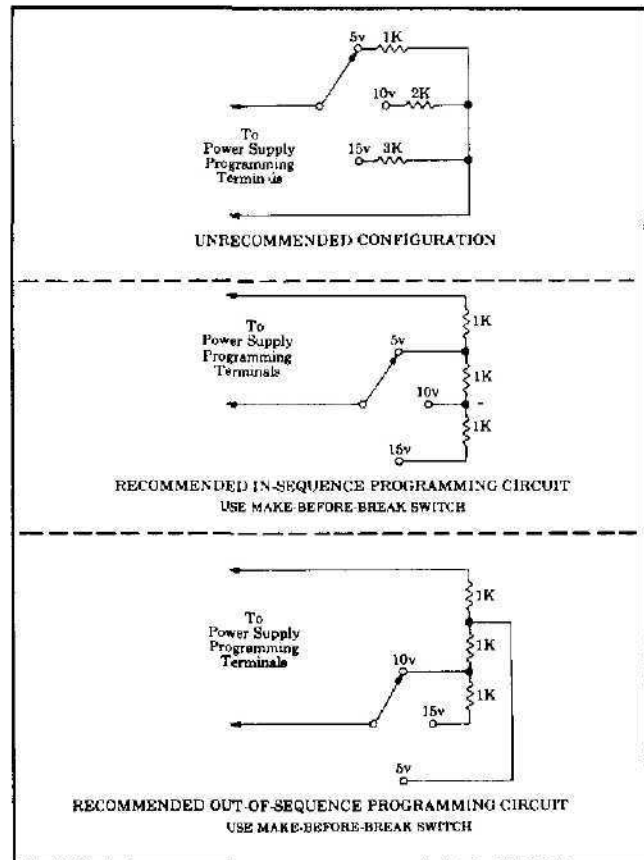 5v 1K
10v 2K
To
Power Supply
Programming
Terminals
15v 3K
UNRECOMMENDED CONFIGURATION
1K
To
Power Supply
Programming
Terminals
5v
1K
10v
1K
15v
RECOMMENDED IN-SEQUENCE PROGRAMMING CIRCUIT
USE MAKE-BEFORE-BREAK SWITCH
1K
To
Power Supply
Programming
Terminals
1K
10v
1K
15v
5v
RECOMMENDED OUT-OF-SEQUENCE PROGRAMMING CIRCUIT
USE MAKE-BEFORE-BREAK SWITCH